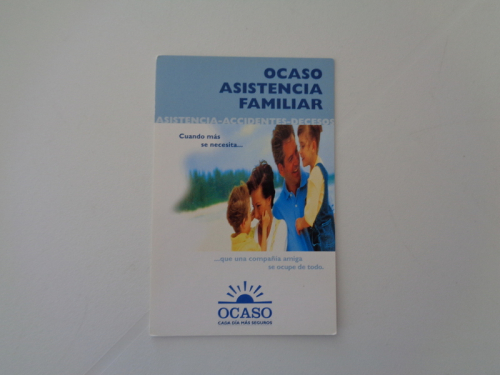 OCASO
ASISTENCIA
FAMILIAR
ASISTENCIA-ACCIDENTES-DECESOS
Cuando más
se necesita...
...que una compañía amiga
se ocupe de todo.
OCASO
CADA DÍA MÁS SEGUROS